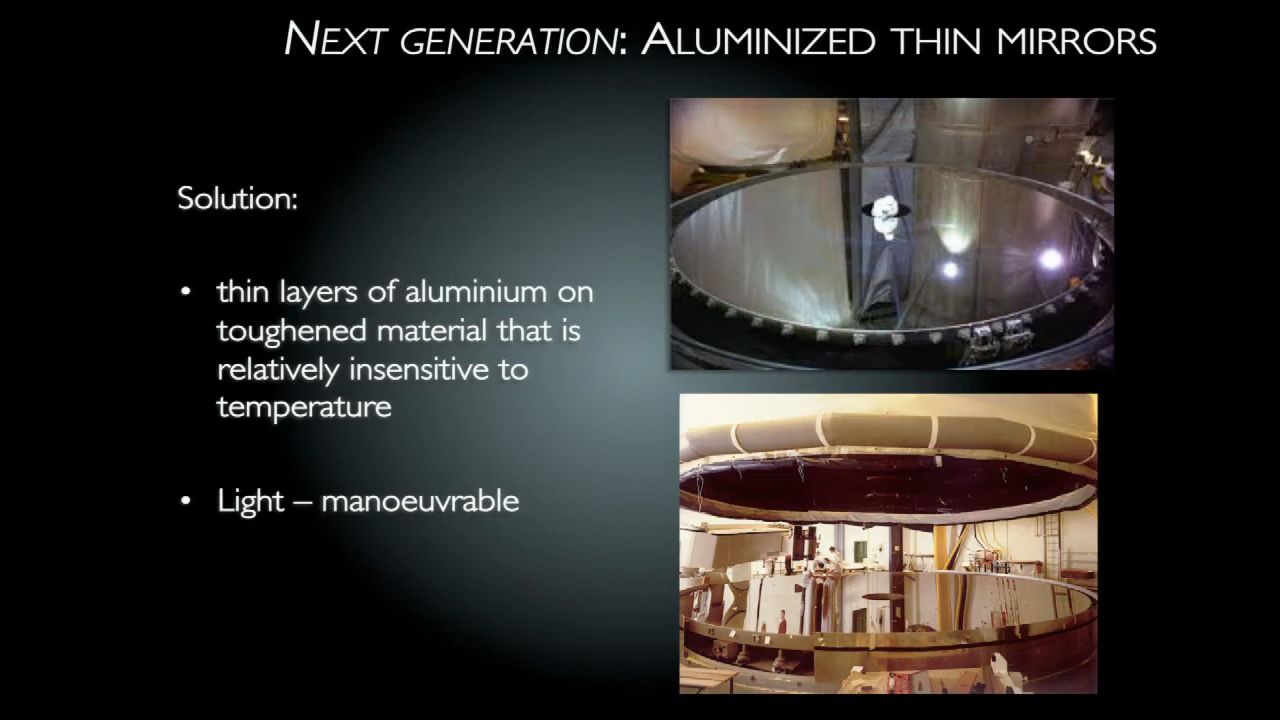 NEXT GENERATION: ALUMINIZED THIN MIRRORS
Solution:
• thin layers of aluminium on
toughened material that is
relatively insensitive to
temperature
• Light – manoeuvrable